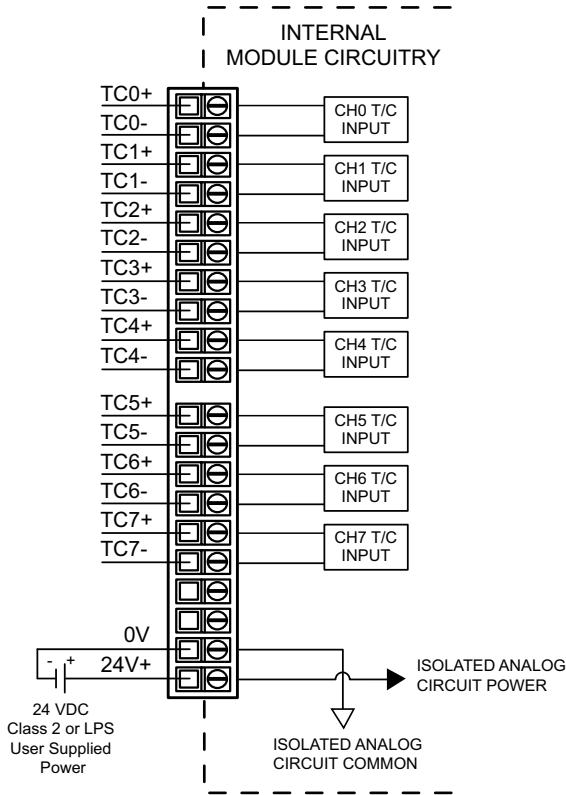 INTERNAL
MODULE CIRCUITRY
TC0+
TC0-
CH0 T/C
INPUT
TC1+
TC1-
CH1 T/C
INPUT
TC2+
TC2-
CH2 T/C
INPUT
TC3+
TC3-
CH3 T/C
INPUT
TC4+
TC4-
CH4 T/C
INPUT
TC5+
TC5-
CH5 T/C
INPUT
TC6+
TC6-
CH6 T/C
INPUT
TC7+
TC7-
CH7 T/C
INPUT
0V
24V+
- +
24 VDC
Class 2 or LPS
User Supplied
Power
ISOLATED ANALOG
CIRCUIT POWER
ISOLATED ANALOG
CIRCUIT COMMON